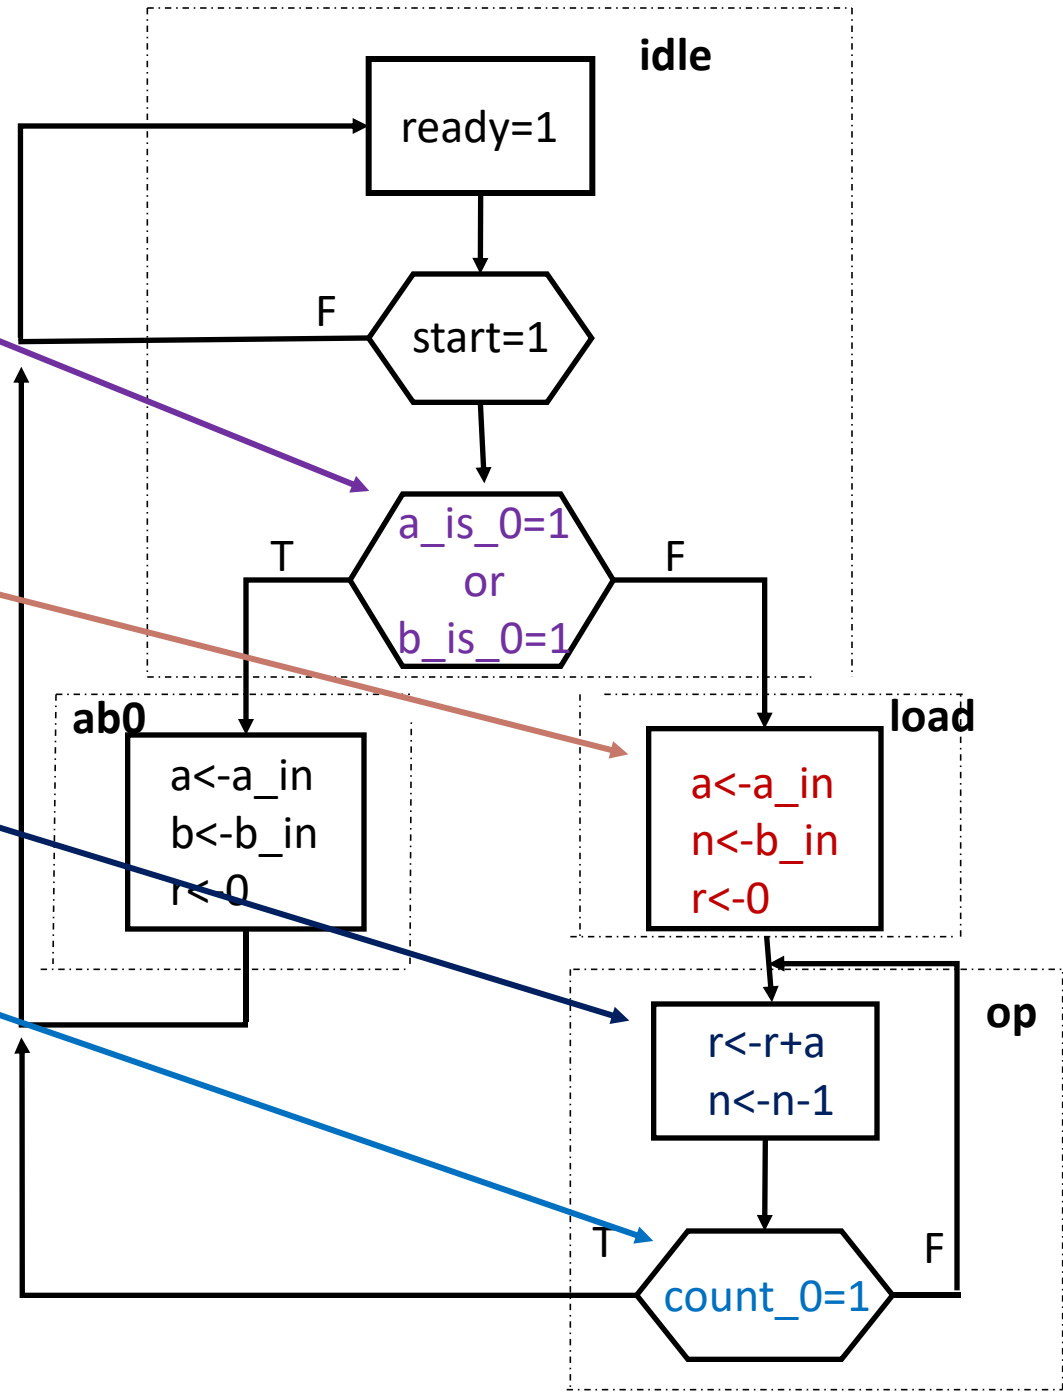 idle
ready=1
F
start=1
a_is_0=1
or
b_is_0=1
T
F
ab0
a<-a_in
b<-b_in
r<-0
load
a<-a_in
n<-b_in
r<-0
op
r<-r+a
n<-n-1
T
F
count_0=1